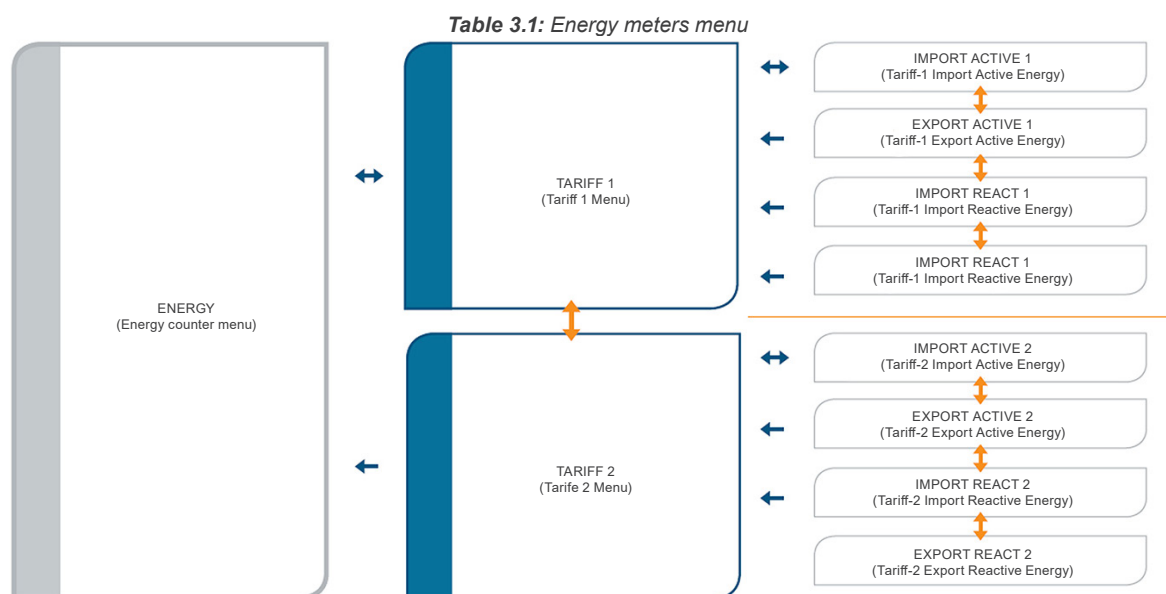 Table 3.1: Energy meters menu
ENERGY
(Energy counter menu)
TARIFF 1
(Tariff 1 Menu)
IMPORT ACTIVE 1
(Tariff-1 Import Active Energy)
EXPORT ACTIVE 1
(Tariff-1 Export Active Energy)
IMPORT REACT 1
(Tariff-1 Import Reactive Energy)
IMPORT REACT 1
(Tariff-1 Import Reactive Energy)
TARIFF 2
(Tarife 2 Menu)
IMPORT ACTIVE 2
(Tariff-2 Import Active Energy)
EXPORT ACTIVE 2
(Tariff-2 Export Active Energy)
IMPORT REACT 2
(Tariff-2 Import Reactive Energy)
EXPORT REACT 2
(Tariff-2 Export Reactive Energy)